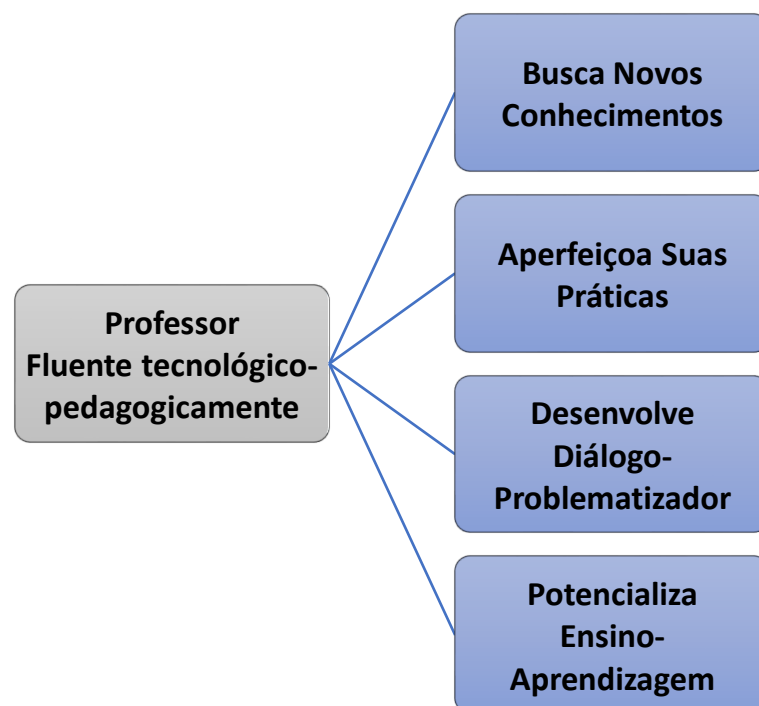 Busca Novos
Conhecimentos
Aperfeiçoa Suas
Práticas
Professor
Fluente tecnológico-
pedagogicamente
Desenvolve
Diálogo-
Problematizador
Potencializa
Ensino-
Aprendizagem